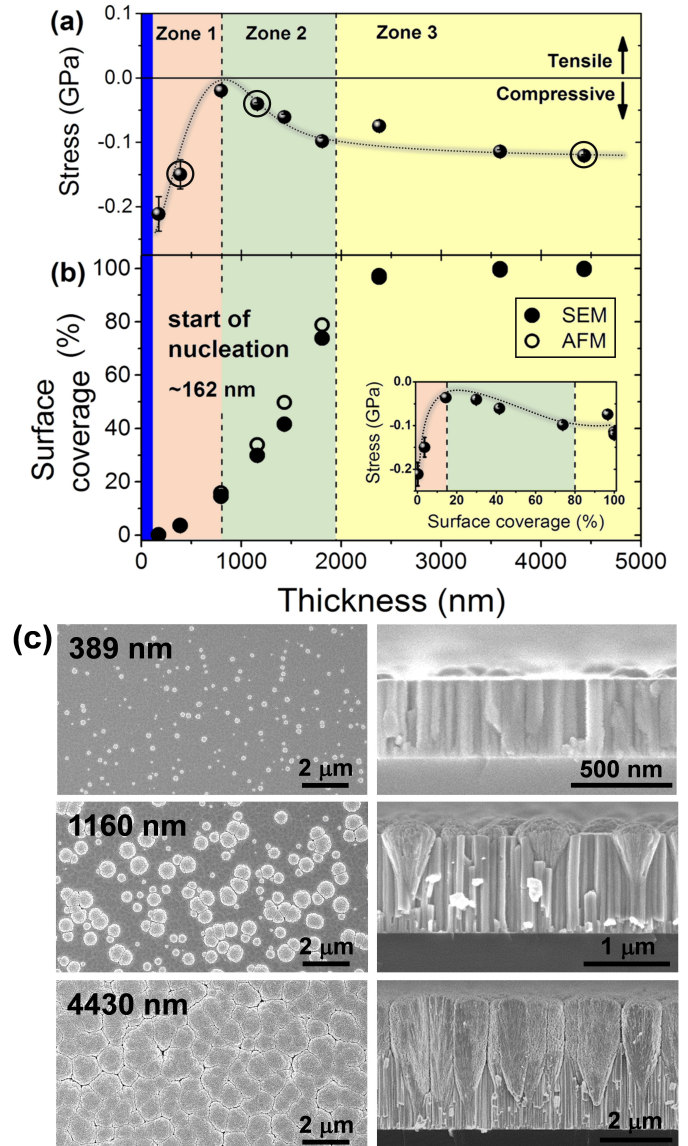 (a)
Zone 1
Zone 2
Zone 3
0.1
0.0
-0.1
-0.2
Stress (GPa)
Tensile
Compressive
(b)
100
80
60
40
20
0
Surface coverage (%)
start of
nucleation
~162 nm
SEM
AFM
0.0
-0.1
-0.2
Stress (GPa)
0 20 40 60 80 100
Surface coverage (%)
0 1000 2000 3000 4000 5000
Thickness (nm)
(c)
389 nm
2 μm
500 nm
1160 nm
2 μm
1 μm
4430 nm
2 μm
2 μm